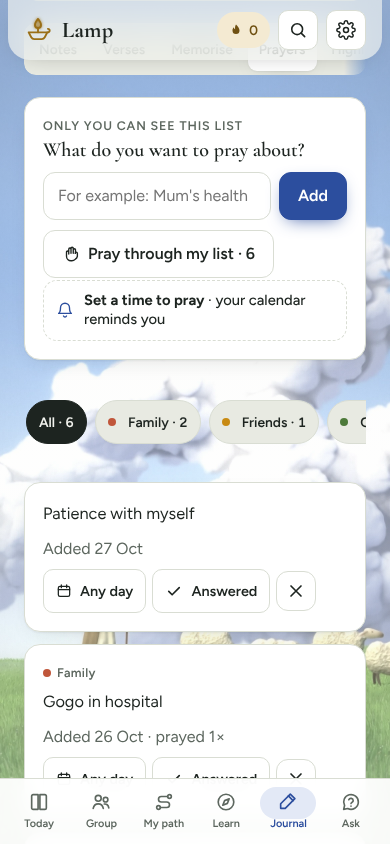 Lamp
0
Notes Verses Memorise Prayers
ONLY YOU CAN SEE THIS LIST
What do you want to pray about?
For example: Mum's health
Add
Pray through my list · 6
Set a time to pray · your calendar
reminds you
All · 6
Family · 2
Friends · 1
Patience with myself
Added 27 Oct
Any day
Answered
Family
Gogo in hospital
Added 26 Oct · prayed 1×
Any day
Answered
Today
Group
My path
Learn
Journal
Ask